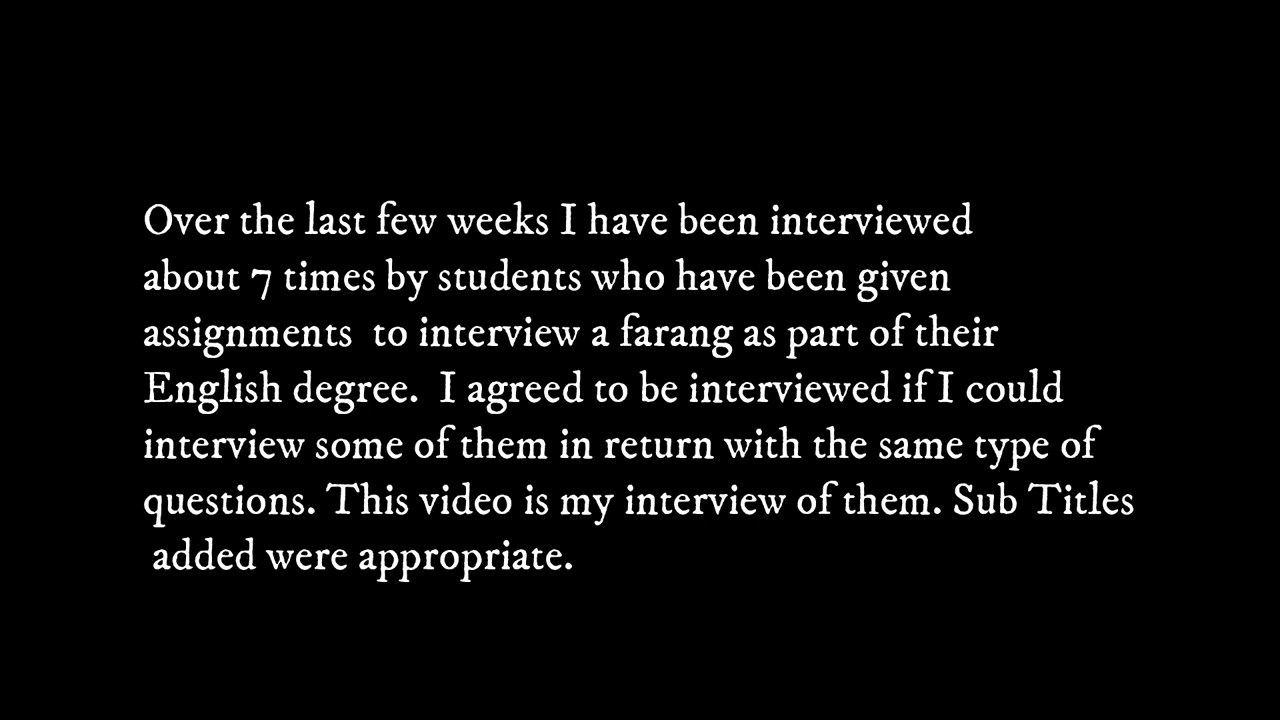 Over the last few weeks I have been interviewed
about 7 times by students who have been given
assignments  to interview a farang as part of their
English degree.  I agreed to be interviewed if I could
interview some of them in return with the same type of
questions. This video is my interview of them. Sub Titles
added were appropriate.